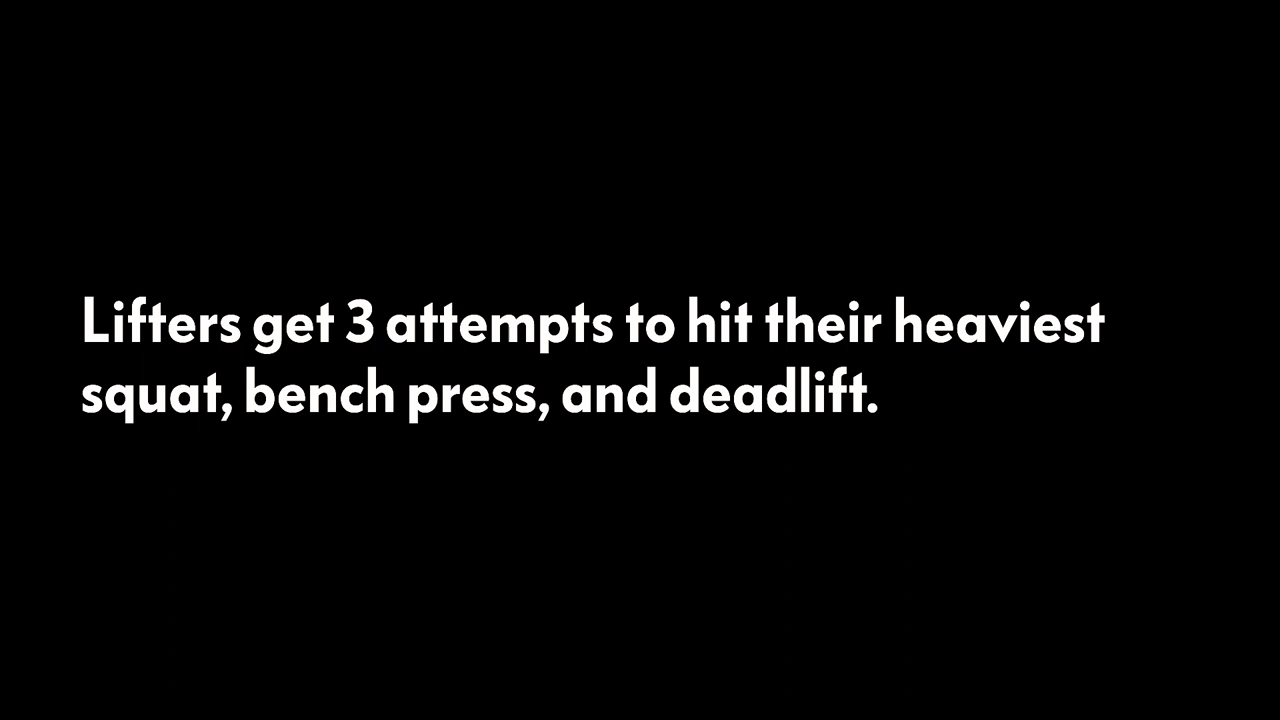 Lifters get 3 attempts to hit their heaviest
squat, bench press, and deadlift.